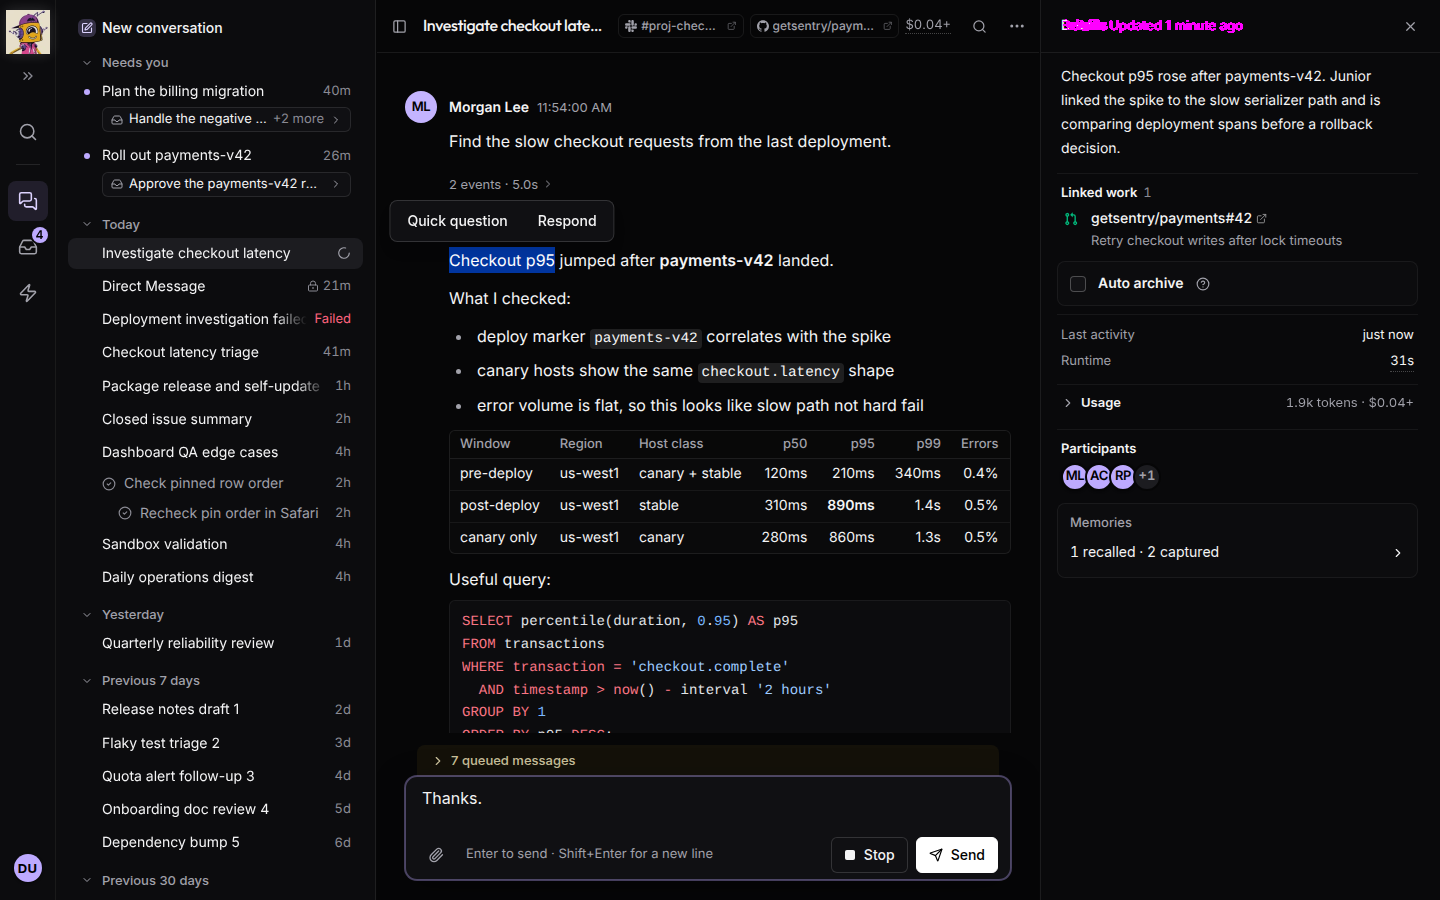 New conversation
Needs you
Plan the billing migration 40m
Handle the negative ... +2 more
Roll out payments-v42 26m
Approve the payments-v42 r...
Today
Investigate checkout latency
Direct Message 21m
Deployment investigation failed Failed
Checkout latency triage 41m
Package release and self-update 1h
Closed issue summary 2h
Dashboard QA edge cases 4h
Check pinned row order 2h
Recheck pin order in Safari 2h
Sandbox validation 4h
Daily operations digest 4h
Yesterday
Quarterly reliability review 1d
Previous 7 days
Release notes draft 1 2d
Flaky test triage 2 3d
Quota alert follow-up 3 4d
Onboarding doc review 4 5d
Dependency bump 5 6d
Previous 30 days
4
DU
Investigate checkout late... #proj-chec... getsentry/paym... $0.04+
ML Morgan Lee 11:54:00 AM
Find the slow checkout requests from the last deployment.
2 events · 5.0s
Quick question Respond
Checkout p95 jumped after payments-v42 landed.
What I checked:
• deploy marker payments-v42 correlates with the spike
• canary hosts show the same checkout.latency shape
• error volume is flat, so this looks like slow path not hard fail
Window Region Host class p50 p95 p99 Errors
pre-deploy us-west1 canary + stable 120ms 210ms 340ms 0.4%
post-deploy us-west1 stable 310ms 890ms 1.4s 0.5%
canary only us-west1 canary 280ms 860ms 1.3s 0.5%
Useful query:
SELECT percentile(duration, 0.95) AS p95
FROM transactions
WHERE transaction = 'checkout.complete'
AND timestamp > now() - interval '2 hours'
GROUP BY 1
ORDER BY p95 DESC;
7 queued messages
Thanks.
Enter to send · Shift+Enter for a new line
Stop
Send
Updated 1 minute ago
Checkout p95 rose after payments-v42. Junior
linked the spike to the slow serializer path and is
comparing deployment spans before a rollback
decision.
Linked work 1
getsentry/payments#42
Retry checkout writes after lock timeouts
Auto archive
Last activity just now
Runtime 31s
Usage 1.9k tokens · $0.04+
Participants
ML AC RP +1
Memories
1 recalled · 2 captured